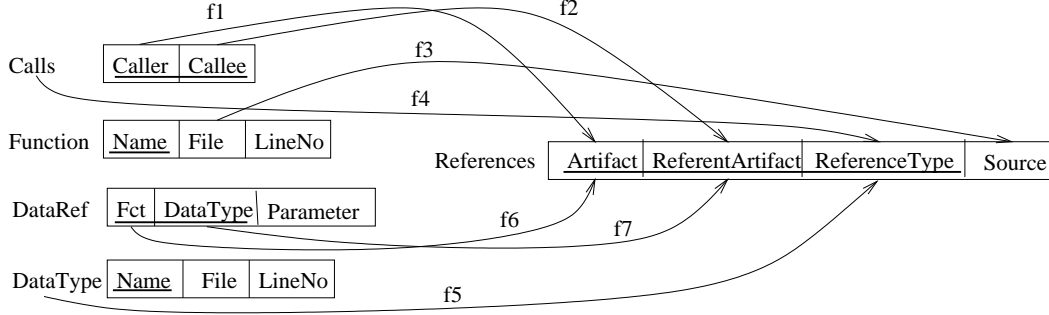 f1 f2
f3
Calls Caller Callee
f4
Function Name File LineNo
References Artifact ReferentArtifact ReferenceType Source
DataRef Fct DataType Parameter
f6 f7
DataType Name File LineNo
f5